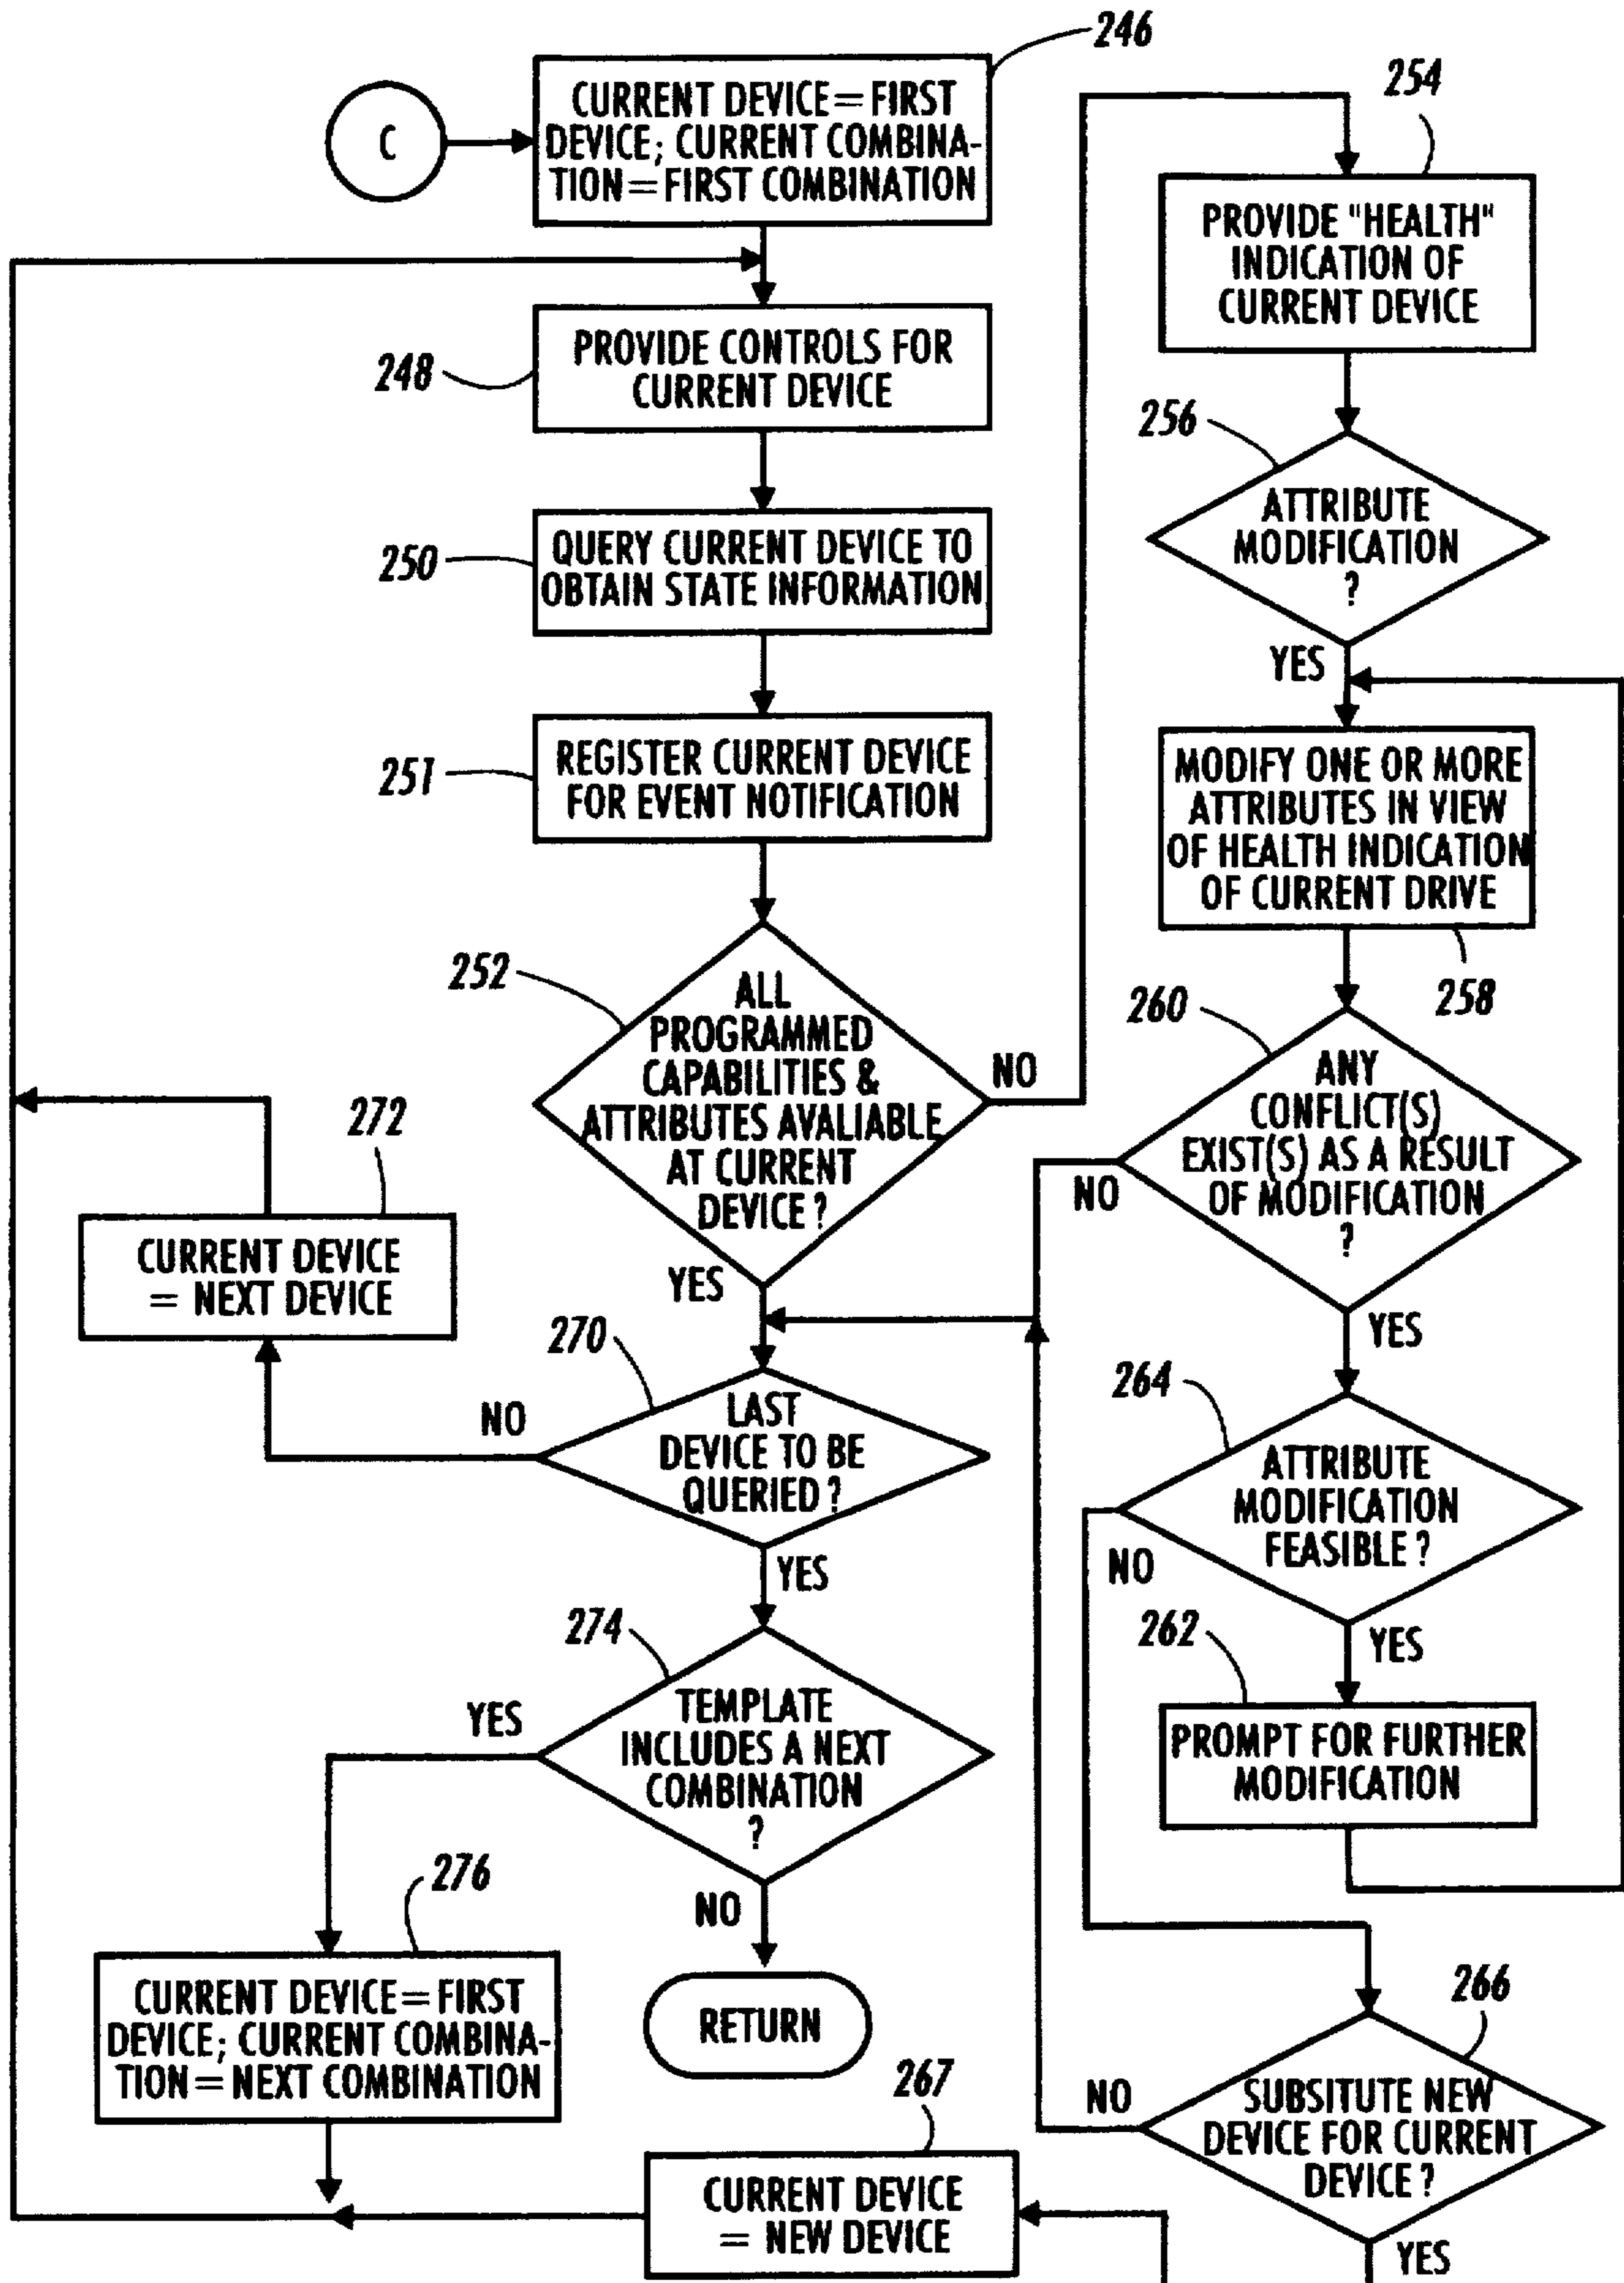 246
C
CURRENT DEVICE=FIRST
DEVICE; CURRENT COMBINA-
TION=FIRST COMBINATION
248
PROVIDE CONTROLS FOR
CURRENT DEVICE
250
QUERY CURRENT DEVICE TO
OBTAIN STATE INFORMATION
251
REGISTER CURRENT DEVICE
FOR EVENT NOTIFICATION
252
ALL
PROGRAMMED
CAPABILITIES &
ATTRIBUTES AVALIABLE
AT CURRENT
DEVICE ?
NO
YES
272
CURRENT DEVICE
= NEXT DEVICE
270
NO
LAST
DEVICE TO BE
QUERIED ?
YES
274
YES
TEMPLATE
INCLUDES A NEXT
COMBINATION
?
NO
RETURN
276
CURRENT DEVICE=FIRST
DEVICE; CURRENT COMBINA-
TION=NEXT COMBINATION
254
PROVIDE "HEALTH"
INDICATION OF
CURRENT DEVICE
256
ATTRIBUTE
MODIFICATION
?
YES
MODIFY ONE OR MORE
ATTRIBUTES IN VIEW
OF HEALTH INDICATION
OF CURRENT DRIVE
258
260
ANY
CONFLICT(S)
EXIST(S) AS A RESULT
OF MODIFICATION
?
NO
YES
264
ATTRIBUTE
MODIFICATION
FEASIBLE ?
NO
YES
262
PROMPT FOR FURTHER
MODIFICATION
266
NO
SUBSITUTE NEW
DEVICE FOR CURRENT
DEVICE ?
YES
267
CURRENT DEVICE
= NEW DEVICE